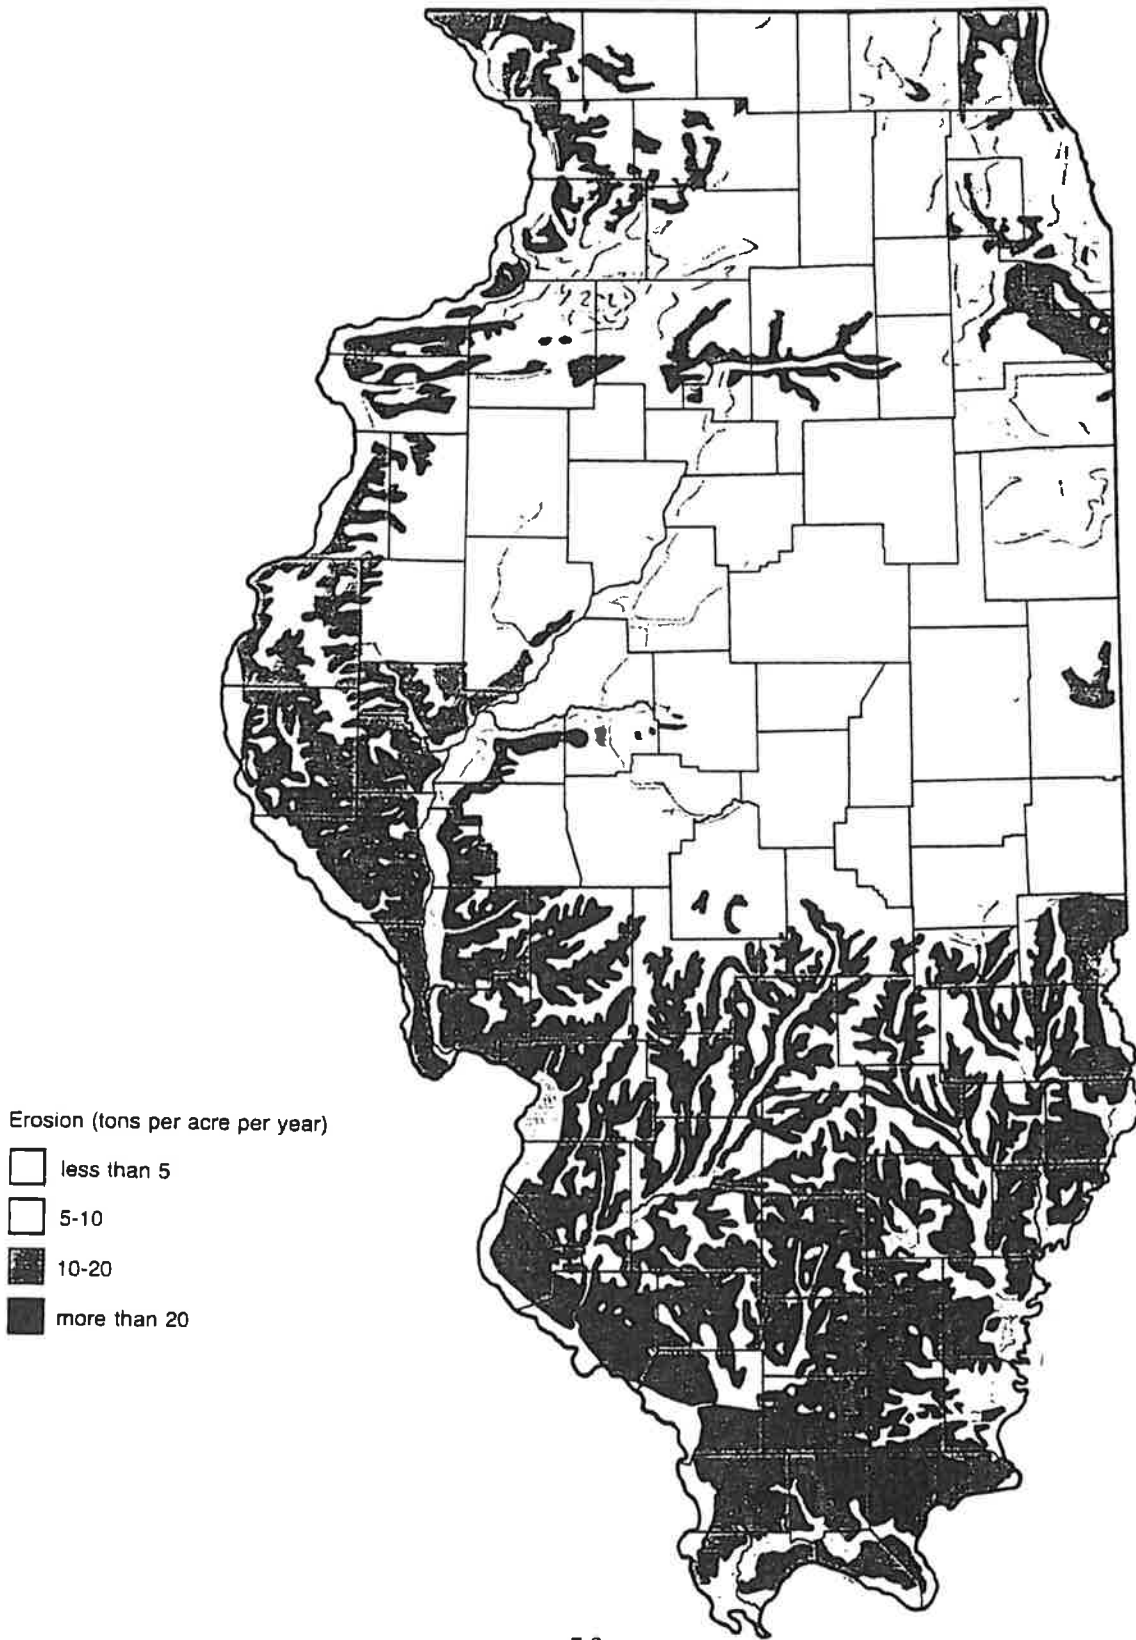 Erosion (tons per acre per year)
less than 5
5-10
10-20
more than 20